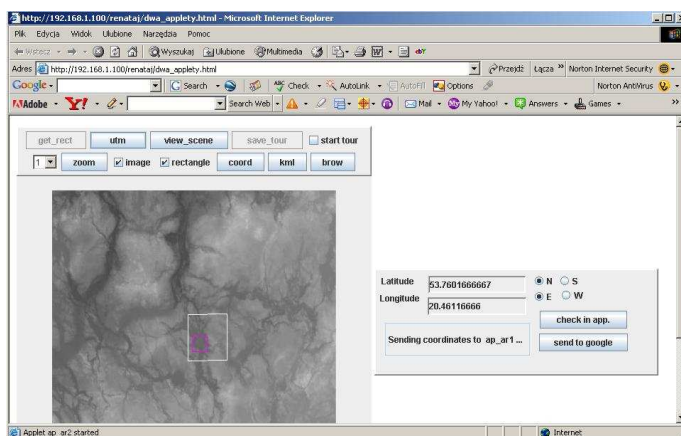 http://192.168.1.100/renataj/dwa_applety.html - Microsoft Internet Explorer
Plik Edycja Widok Ulubione Narzędzia Pomoc
Wstecz Wyszukaj Ulubione Multimedia
Adres http://192.168.1.100/renataj/dwa_applety.html Przejdź Łącza » Norton Internet Security
Google Search Check AutoLink AutoFill Options Norton AntiVirus
Adobe Y! Search Web Mail My Yahoo! Answers Games »
get_rect utm view_scene save_tour start tour
1 zoom image rectangle coord kml brow
Latitude 53.7601666667 N S
Longitude 20.46116666 E W
check in app.
Sending coordinates to ap_ar1 ... send to google
Applet ap_ar2 started Internet